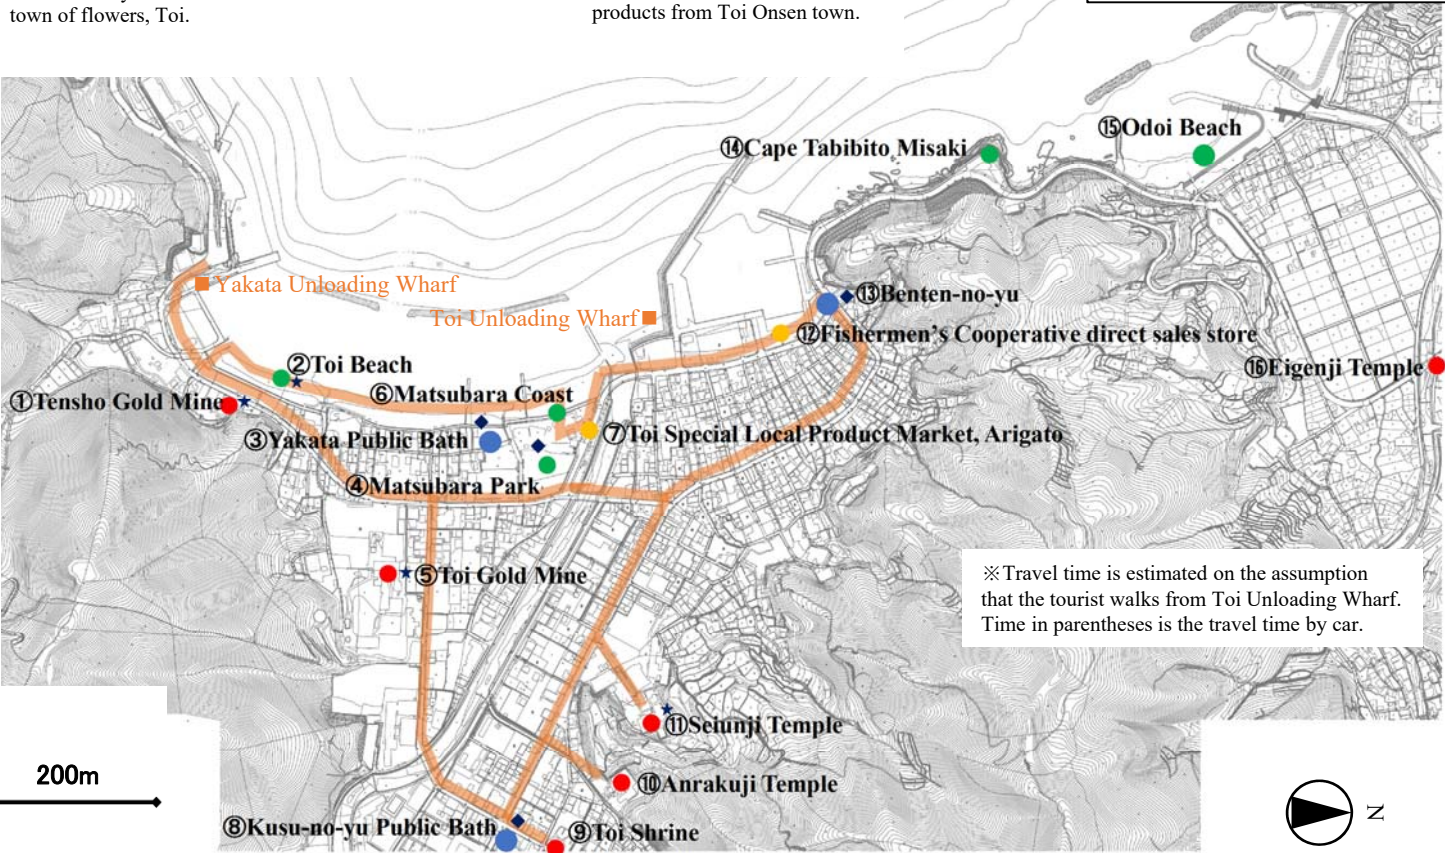 town of flowers, Toi.
products from Toi Onsen town.
⑮Odoi Beach
⑭Cape Tabibito Misaki
Yakata Unloading Wharf
⑬Benten-no-yu
Toi Unloading Wharf
⑫Fishermen's Cooperative direct sales store
②Toi Beach
⑯Eigenji Temple
⑥Matsubara Coast
①Tensho Gold Mine
③Yakata Public Bath
⑦Toi Special Local Product Market, Arigato
④Matsubara Park
⑤Toi Gold Mine
※Travel time is estimated on the assumption
that the tourist walks from Toi Unloading Wharf.
Time in parentheses is the travel time by car.
⑪Seiunji Temple
200m
⑩Anrakuji Temple
N
⑧Kusu-no-yu Public Bath
⑨Toi Shrine